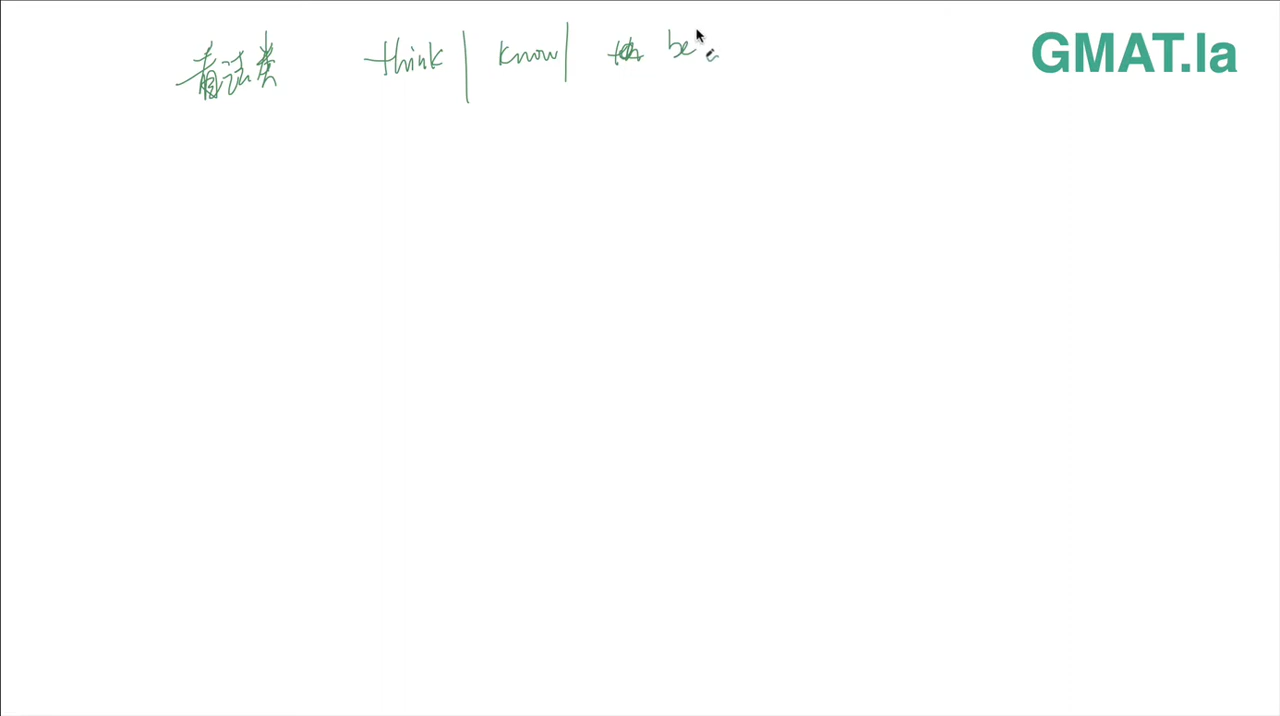 看法类 think | know | be
GMAT.la